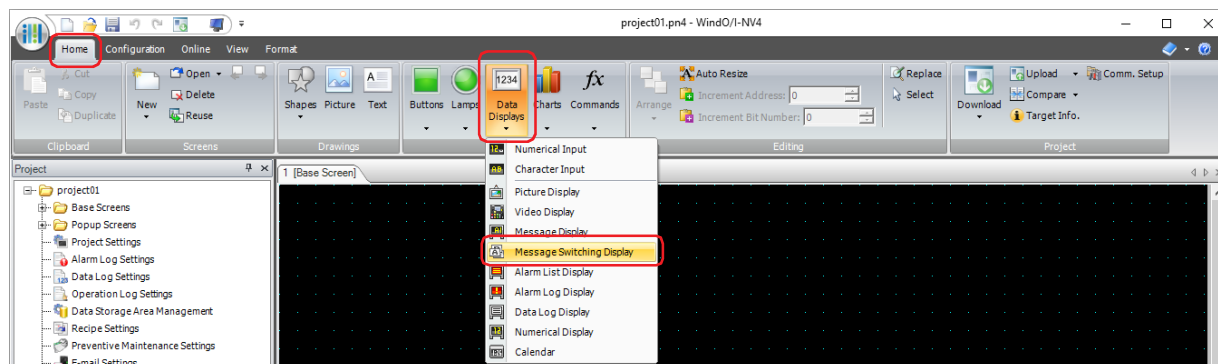 project01.pn4 - WindO/I-NV4
Home Configuration Online View Format
Paste Cut Copy Duplicate
New Open Delete Reuse
Shapes Picture Text
Buttons Lamps 1234 Data Displays Charts fx Commands
Arrange Auto Resize
Increment Address: 0
Increment Bit Number: 0
Replace
Select
Download Upload Compare Target Info. Comm. Setup
Clipboard Screens Drawings Editing Project
Project
1 [Base Screen]
project01
Base Screens
Popup Screens
Project Settings
Alarm Log Settings
Data Log Settings
Operation Log Settings
Data Storage Area Management
Recipe Settings
Preventive Maintenance Settings
E-mail Settings
Numerical Input
Character Input
Picture Display
Video Display
Message Display
Message Switching Display
Alarm List Display
Alarm Log Display
Data Log Display
Numerical Display
Calendar